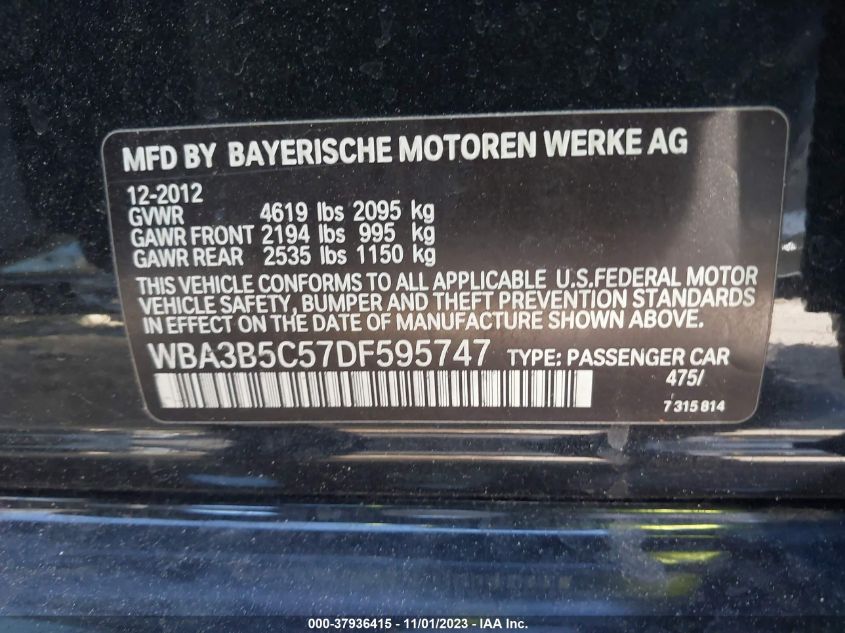 MFD BY BAYERISCHE MOTOREN WERKE AG
12-2012
GVWR 4619 lbs 2095 kg
GAWR FRONT 2194 lbs 995 kg
GAWR REAR 2535 lbs 1150 kg
THIS VEHICLE CONFORMS TO ALL APPLICABLE U.S.FEDERAL MOTOR
VEHICLE SAFETY, BUMPER AND THEFT PREVENTION STANDARDS
IN EFFECT ON THE DATE OF MANUFACTURE SHOWN ABOVE.
WBA3B5C57DF595747 TYPE: PASSENGER CAR
475/
7 315 814
000-37936415 - 11/01/2023 - IAA Inc.